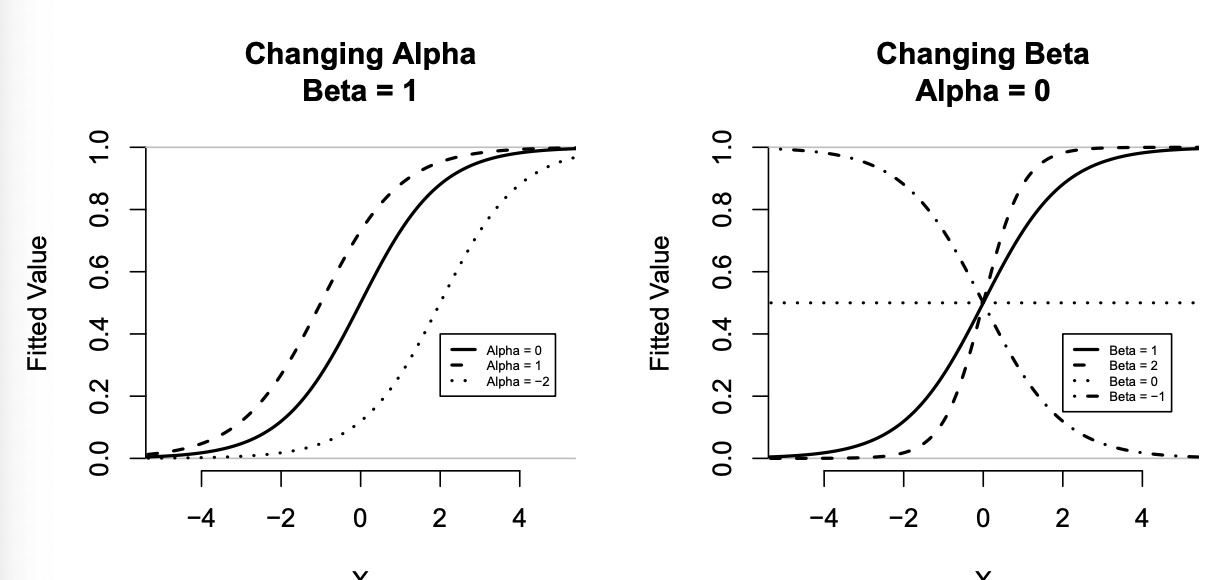 Changing Alpha
Beta = 1
Fitted Value
0.0 0.2 0.4 0.6 0.8 1.0
Alpha = 0
Alpha = 1
Alpha = −2
−4 −2 0 2 4
Changing Beta
Alpha = 0
Fitted Value
0.0 0.2 0.4 0.6 0.8 1.0
Beta = 1
Beta = 2
Beta = 0
Beta = −1
−4 −2 0 2 4